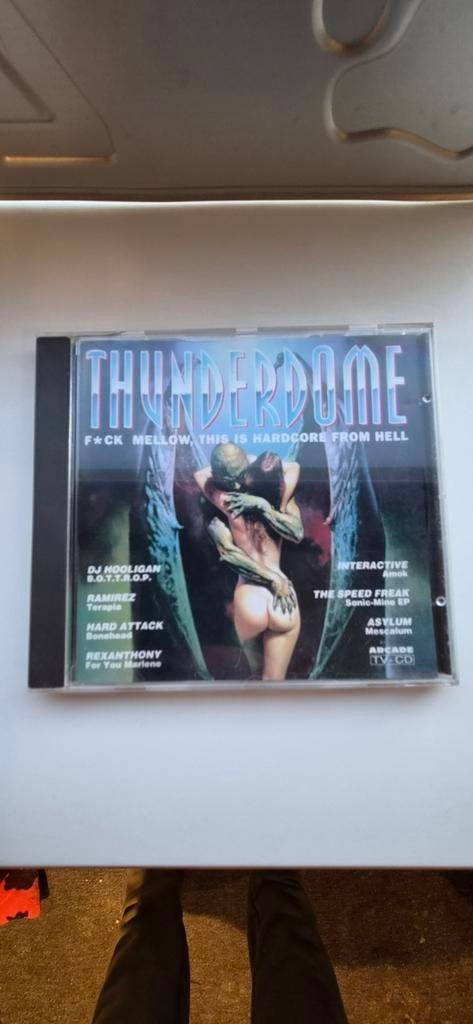 THUNDERDOME
F*CK MELLOW, THIS IS HARDCORE FROM HELL
DJ HOOLIGAN
B.O.T.T.R.O.P.
RAMIREZ
Terapia
HARD ATTACK
Bonehead
REXANTHONY
For You Marlene
INTERACTIVE
Amok
THE SPEED FREAK
Sonic-Mine EP
ASYLUM
Mescalum
ARCADE
TV-CD